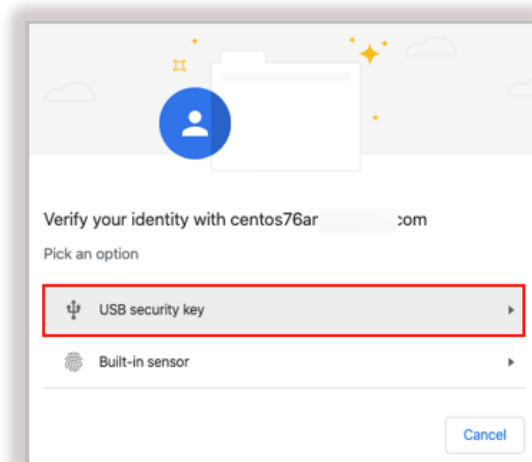 Verify your identity with centos76ar com
Pick an option
USB security key
Built-in sensor
Cancel